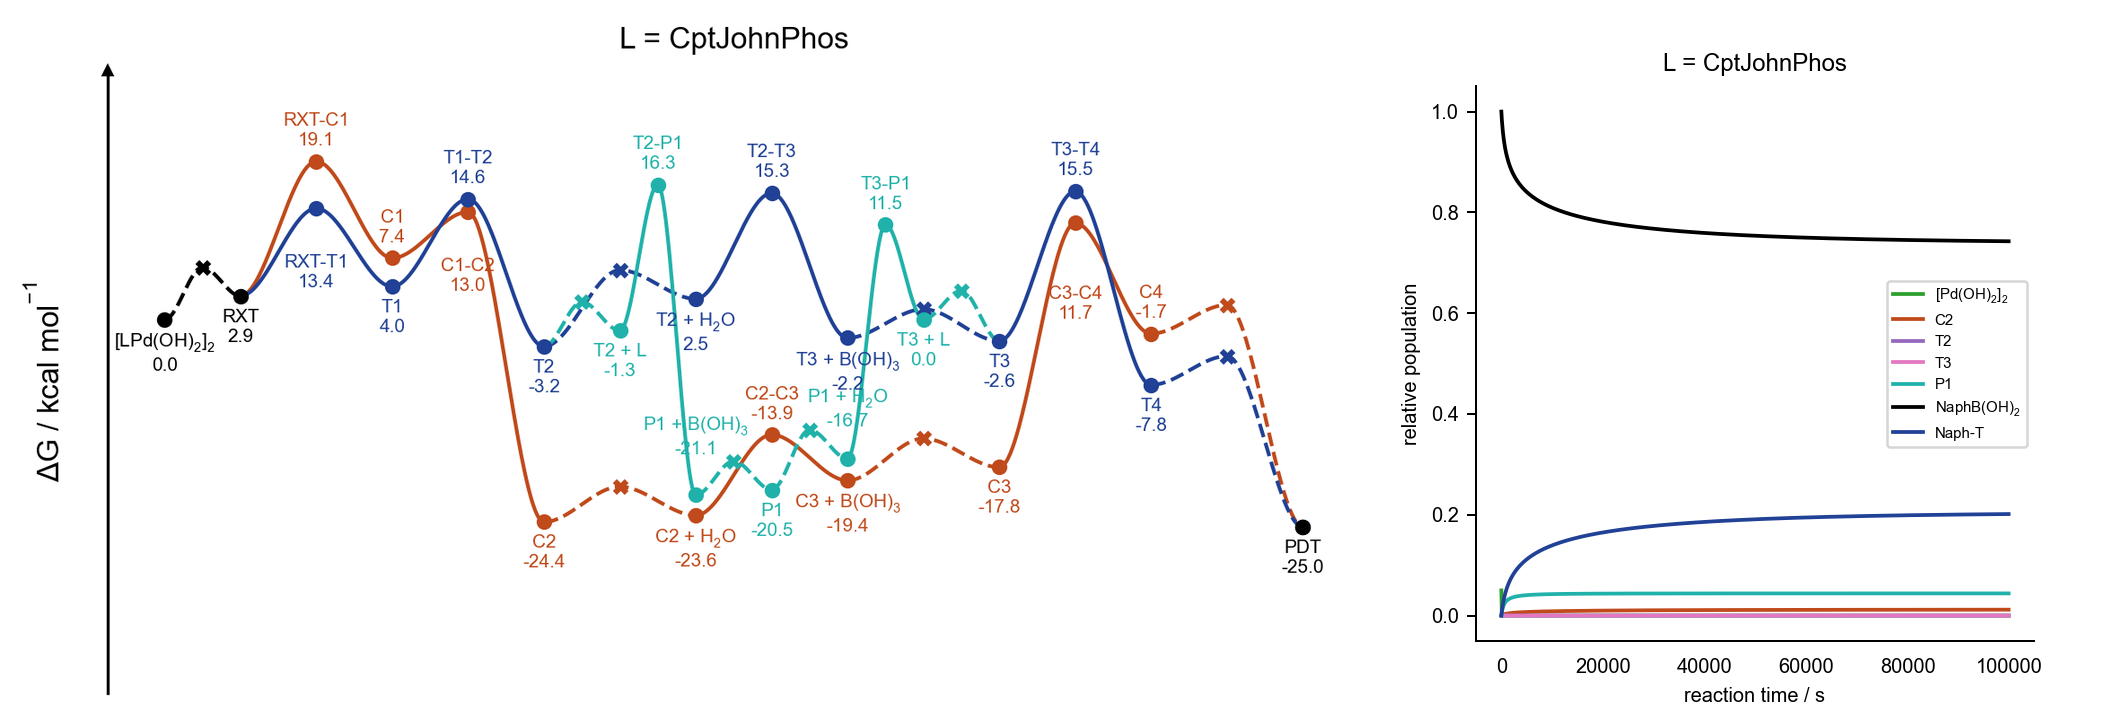 L = CptJohnPhos
ΔG / kcal mol⁻¹
[LPd(OH)₂]₂
0.0
RXT
2.9
RXT-C1
19.1
RXT-T1
13.4
C1
7.4
T1
4.0
T1-T2
14.6
C1-C2
13.0
T2
-3.2
C2
-24.4
T2 + L
-1.3
T2-P1
16.3
T2 + H₂O
2.5
P1 + B(OH)₃
-21.1
C2 + H₂O
-23.6
T2-T3
15.3
C2-C3
-13.9
P1
-20.5
T3 + B(OH)₃
-2.2
P1 + H₂O
-16.7
C3 + B(OH)₃
-19.4
T3-P1
11.5
T3 + L
0.0
T3
-2.6
C3
-17.8
T3-T4
15.5
C3-C4
11.7
C4
-1.7
T4
-7.8
PDT
-25.0
L = CptJohnPhos
relative population
1.0
0.8
0.6
0.4
0.2
0.0
[Pd(OH)₂]₂
C2
T2
T3
P1
NaphB(OH)₂
Naph-T
0 20000 40000 60000 80000 100000
reaction time / s